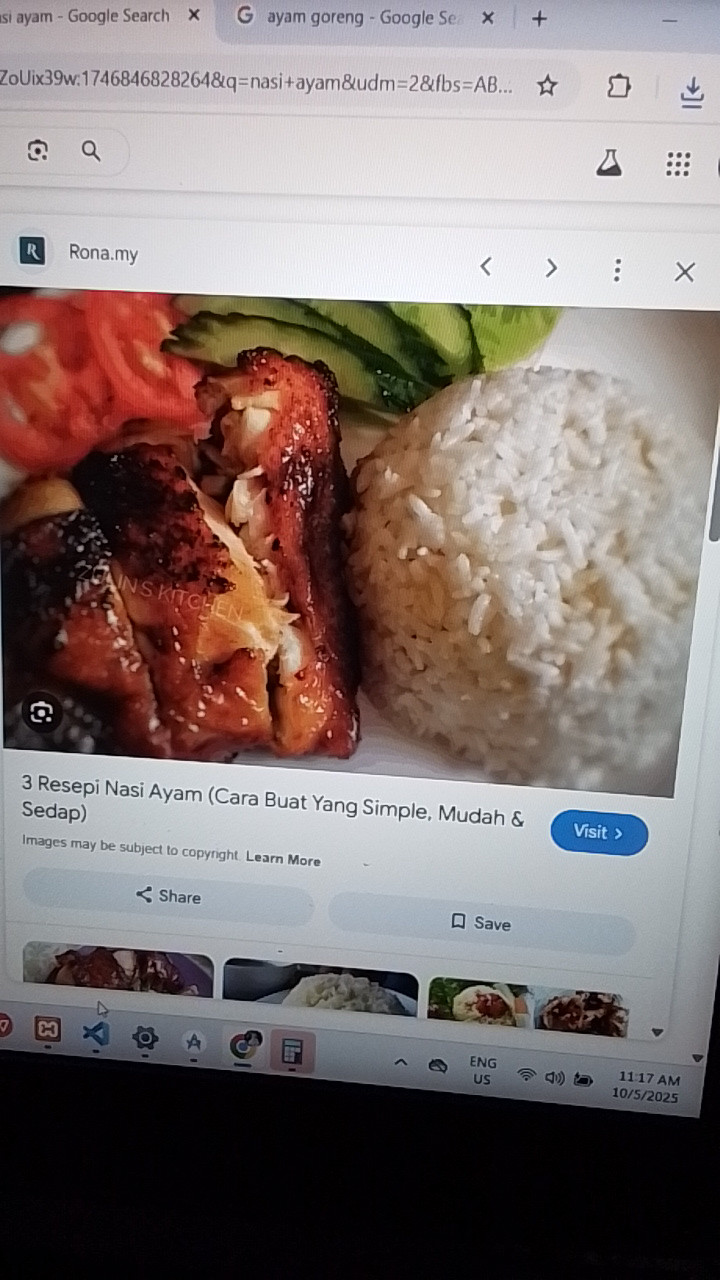 si ayam - Google Search
G ayam goreng - Google Se
ZoUix39w:1746846828264&q=nasi+ayam&udm=2&fbs=AB...
R Rona.my
KITCHEN
3 Resepi Nasi Ayam (Cara Buat Yang Simple, Mudah &
Sedap)
Visit >
Images may be subject to copyright. Learn More
Share
Save
ENG
US
11:17 AM
10/5/2025